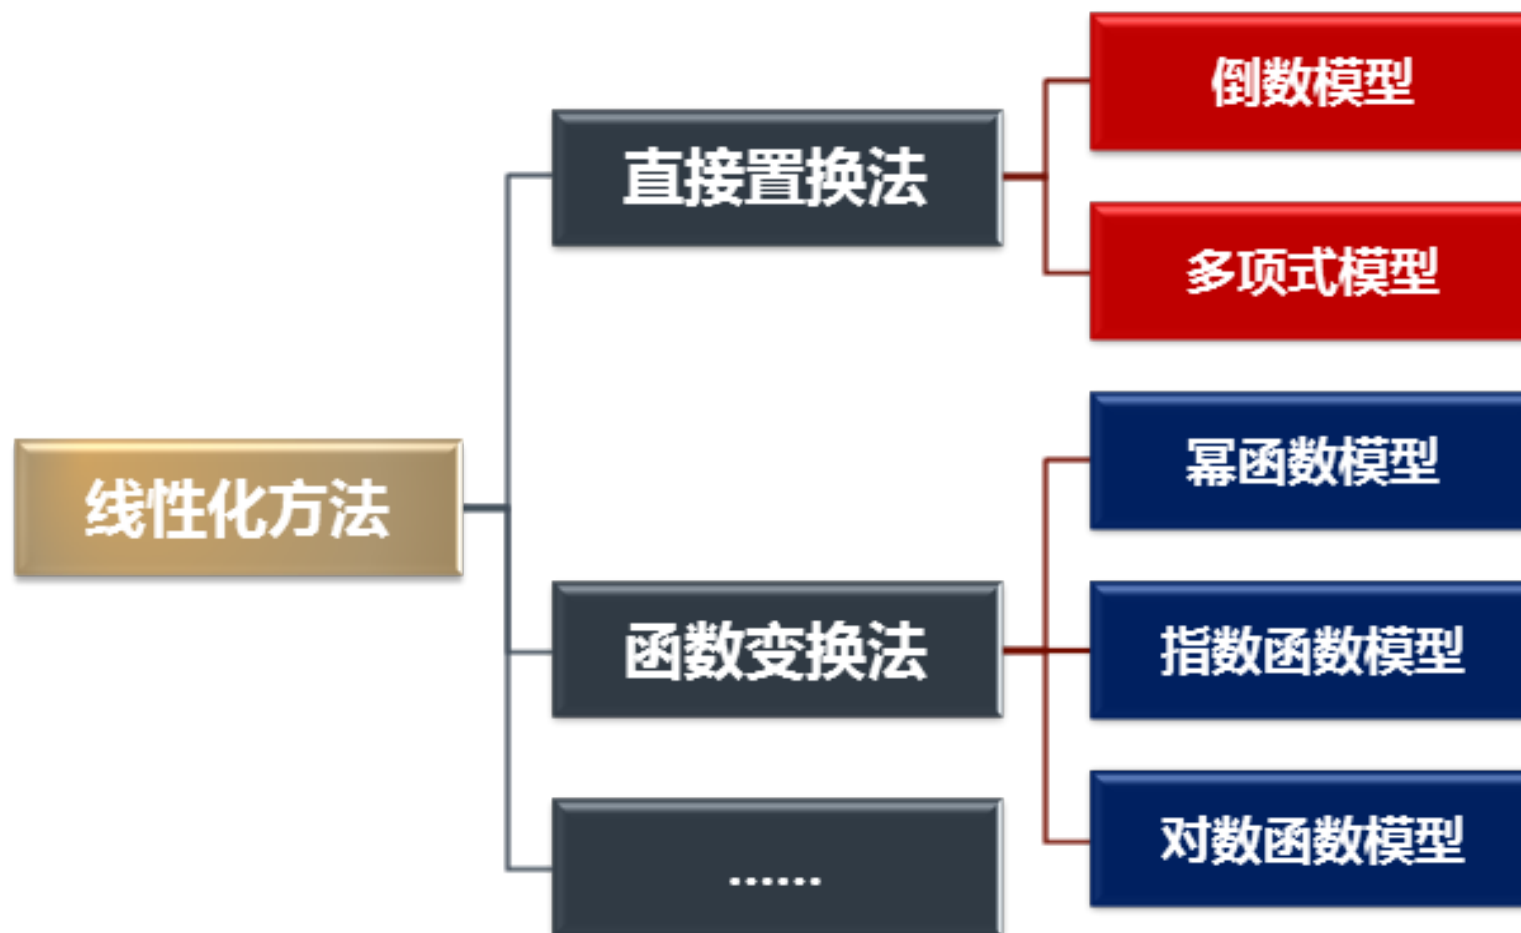 线性化方法
直接置换法
倒数模型
多项式模型
函数变换法
幂函数模型
指数函数模型
对数函数模型
……